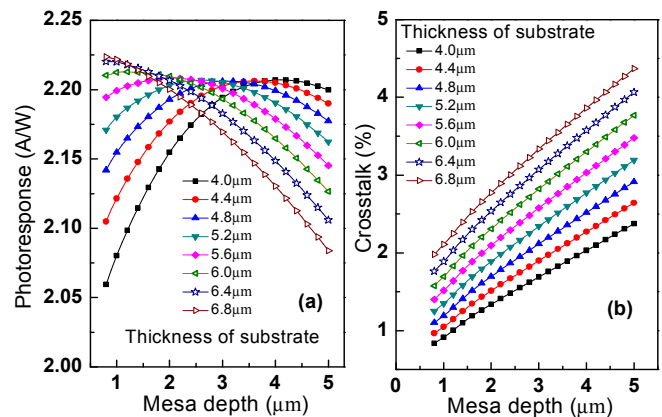 2.25
2.20
2.15
2.10
2.05
2.00
Photoresponse (A/W)
4.0μm
4.4μm
4.8μm
5.2μm
5.6μm
6.0μm
6.4μm
6.8μm
(a)
Thickness of substrate
1 2 3 4 5
Mesa depth (μm)
Thickness of substrate
4.0μm
4.4μm
4.8μm
5.2μm
5.6μm
6.0μm
6.4μm
6.8μm
5
4
3
2
1
Crosstalk (%)
(b)
0 1 2 3 4 5
Mesa depth (μm)